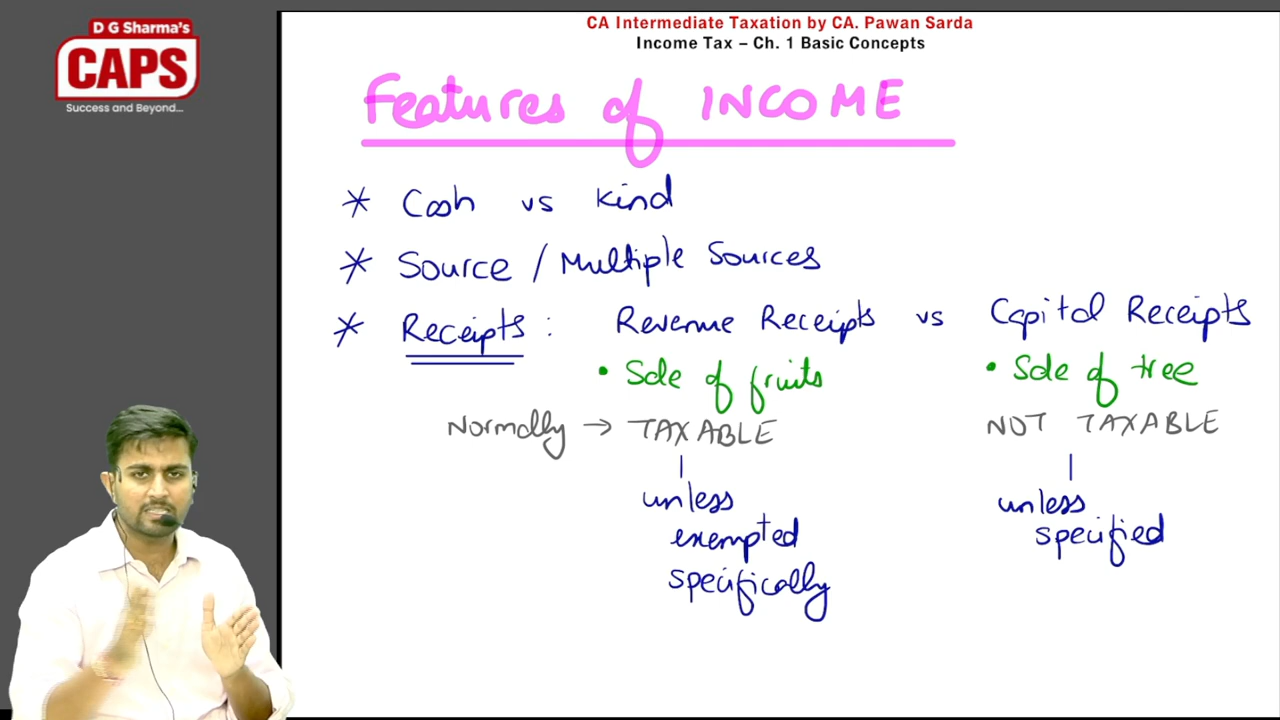 D G Sharma's
CAPS
Success and Beyond...
CA Intermediate Taxation by CA. Pawan Sarda
Income Tax – Ch. 1 Basic Concepts
Features of INCOME
* Cash vs Kind
* Source / Multiple Sources
* Receipts : Revenue Receipts vs Capital Receipts
• Sale of fruits • Sale of tree
Normally → TAXABLE NOT TAXABLE
unless unless
exempted specified
specifically